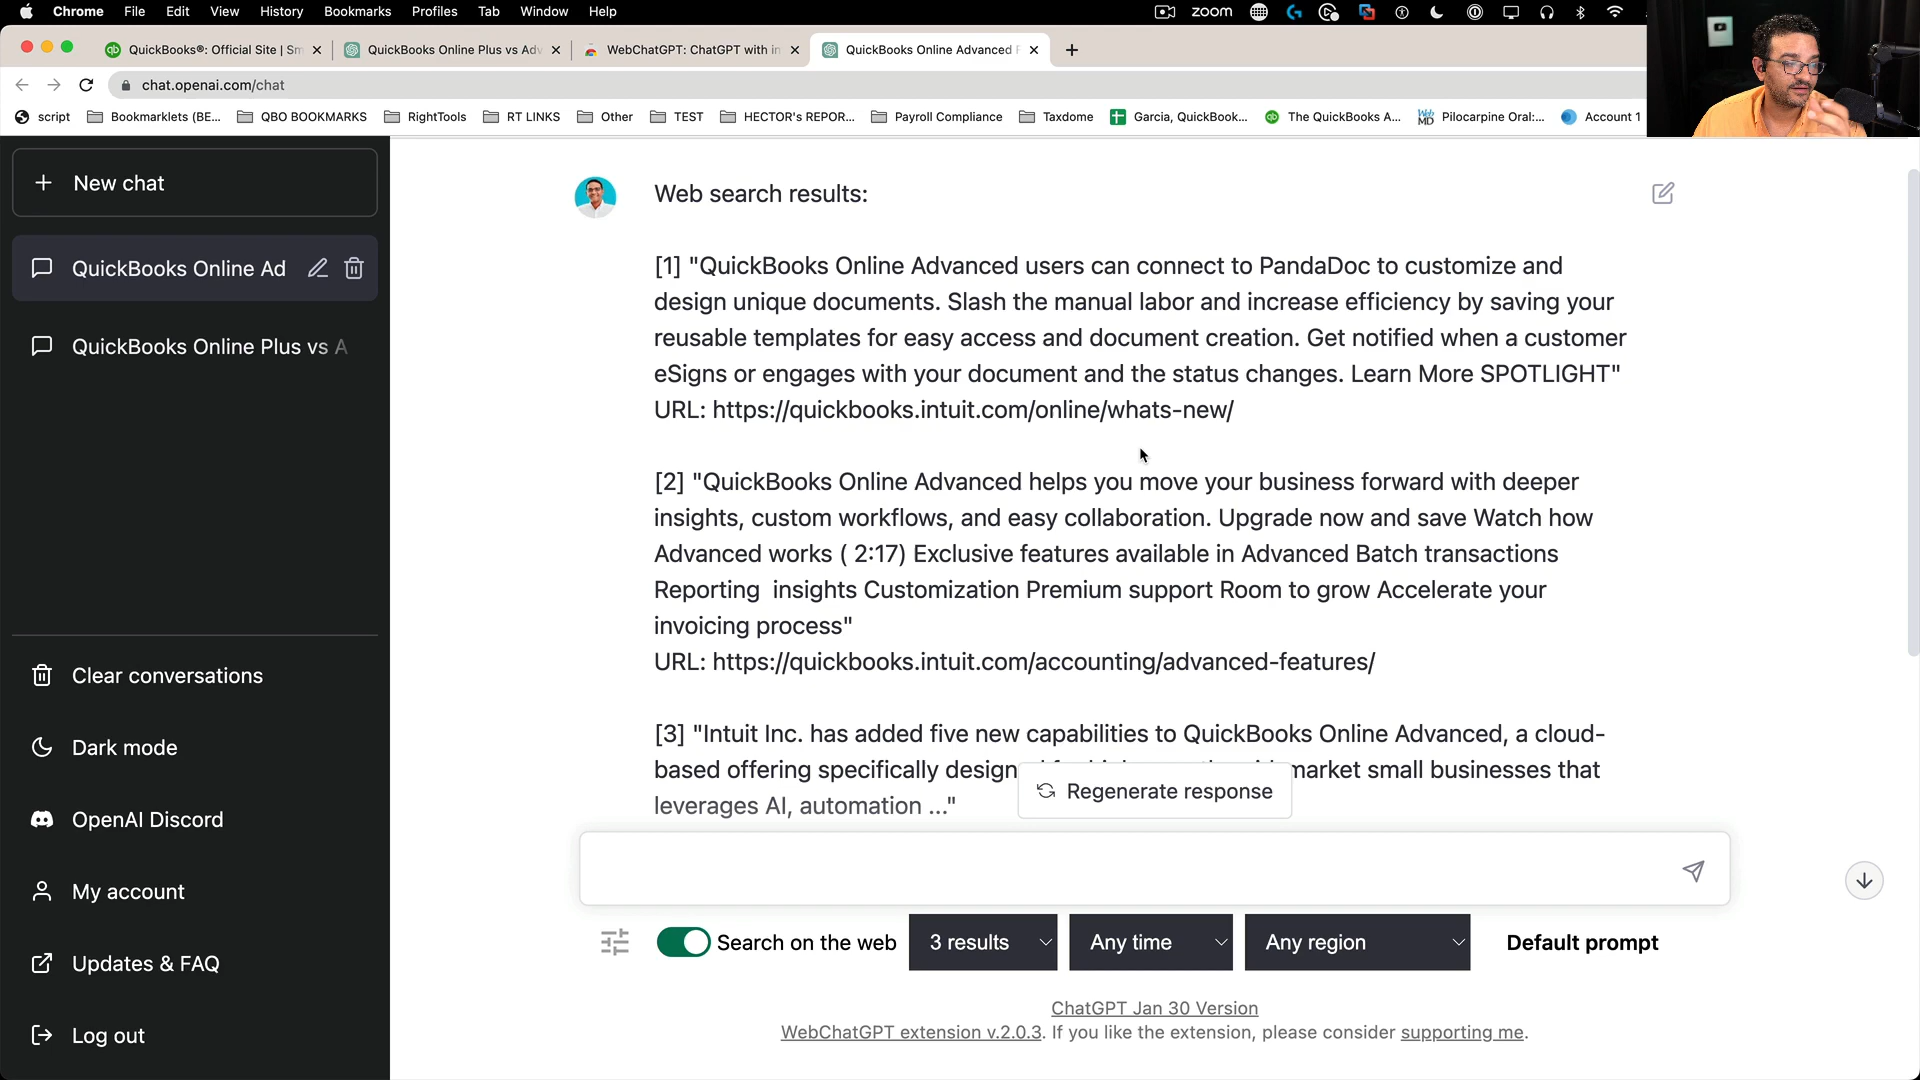 Chrome File Edit View History Bookmarks Profiles Tab Window Help
zoom
QuickBooks®: Official Site | Sm
QuickBooks Online Plus vs Adv
WebChatGPT: ChatGPT with in
QuickBooks Online Advanced F
chat.openai.com/chat
script Bookmarklets (BE... QBO BOOKMARKS RightTools RT LINKS Other TEST HECTOR'S REPOR... Payroll Compliance Taxdome Garcia, QuickBook... The QuickBooks A... Web MD Pilocarpine Oral:... Account 1
New chat
QuickBooks Online Ad
QuickBooks Online Plus vs A
Clear conversations
Dark mode
OpenAI Discord
My account
Updates & FAQ
Log out
Web search results:
[1] "QuickBooks Online Advanced users can connect to PandaDoc to customize and
design unique documents. Slash the manual labor and increase efficiency by saving your
reusable templates for easy access and document creation. Get notified when a customer
eSigns or engages with your document and the status changes. Learn More SPOTLIGHT"
URL: https://quickbooks.intuit.com/online/whats-new/
[2] "QuickBooks Online Advanced helps you move your business forward with deeper
insights, custom workflows, and easy collaboration. Upgrade now and save Watch how
Advanced works ( 2:17) Exclusive features available in Advanced Batch transactions
Reporting  insights Customization Premium support Room to grow Accelerate your
invoicing process"
URL: https://quickbooks.intuit.com/accounting/advanced-features/
[3] "Intuit Inc. has added five new capabilities to QuickBooks Online Advanced, a cloud-
based offering specifically design market small businesses that
leverages AI, automation ..."
Regenerate response
Search on the web 3 results Any time Any region Default prompt
ChatGPT Jan 30 Version
WebChatGPT extension v.2.0.3. If you like the extension, please consider supporting me.